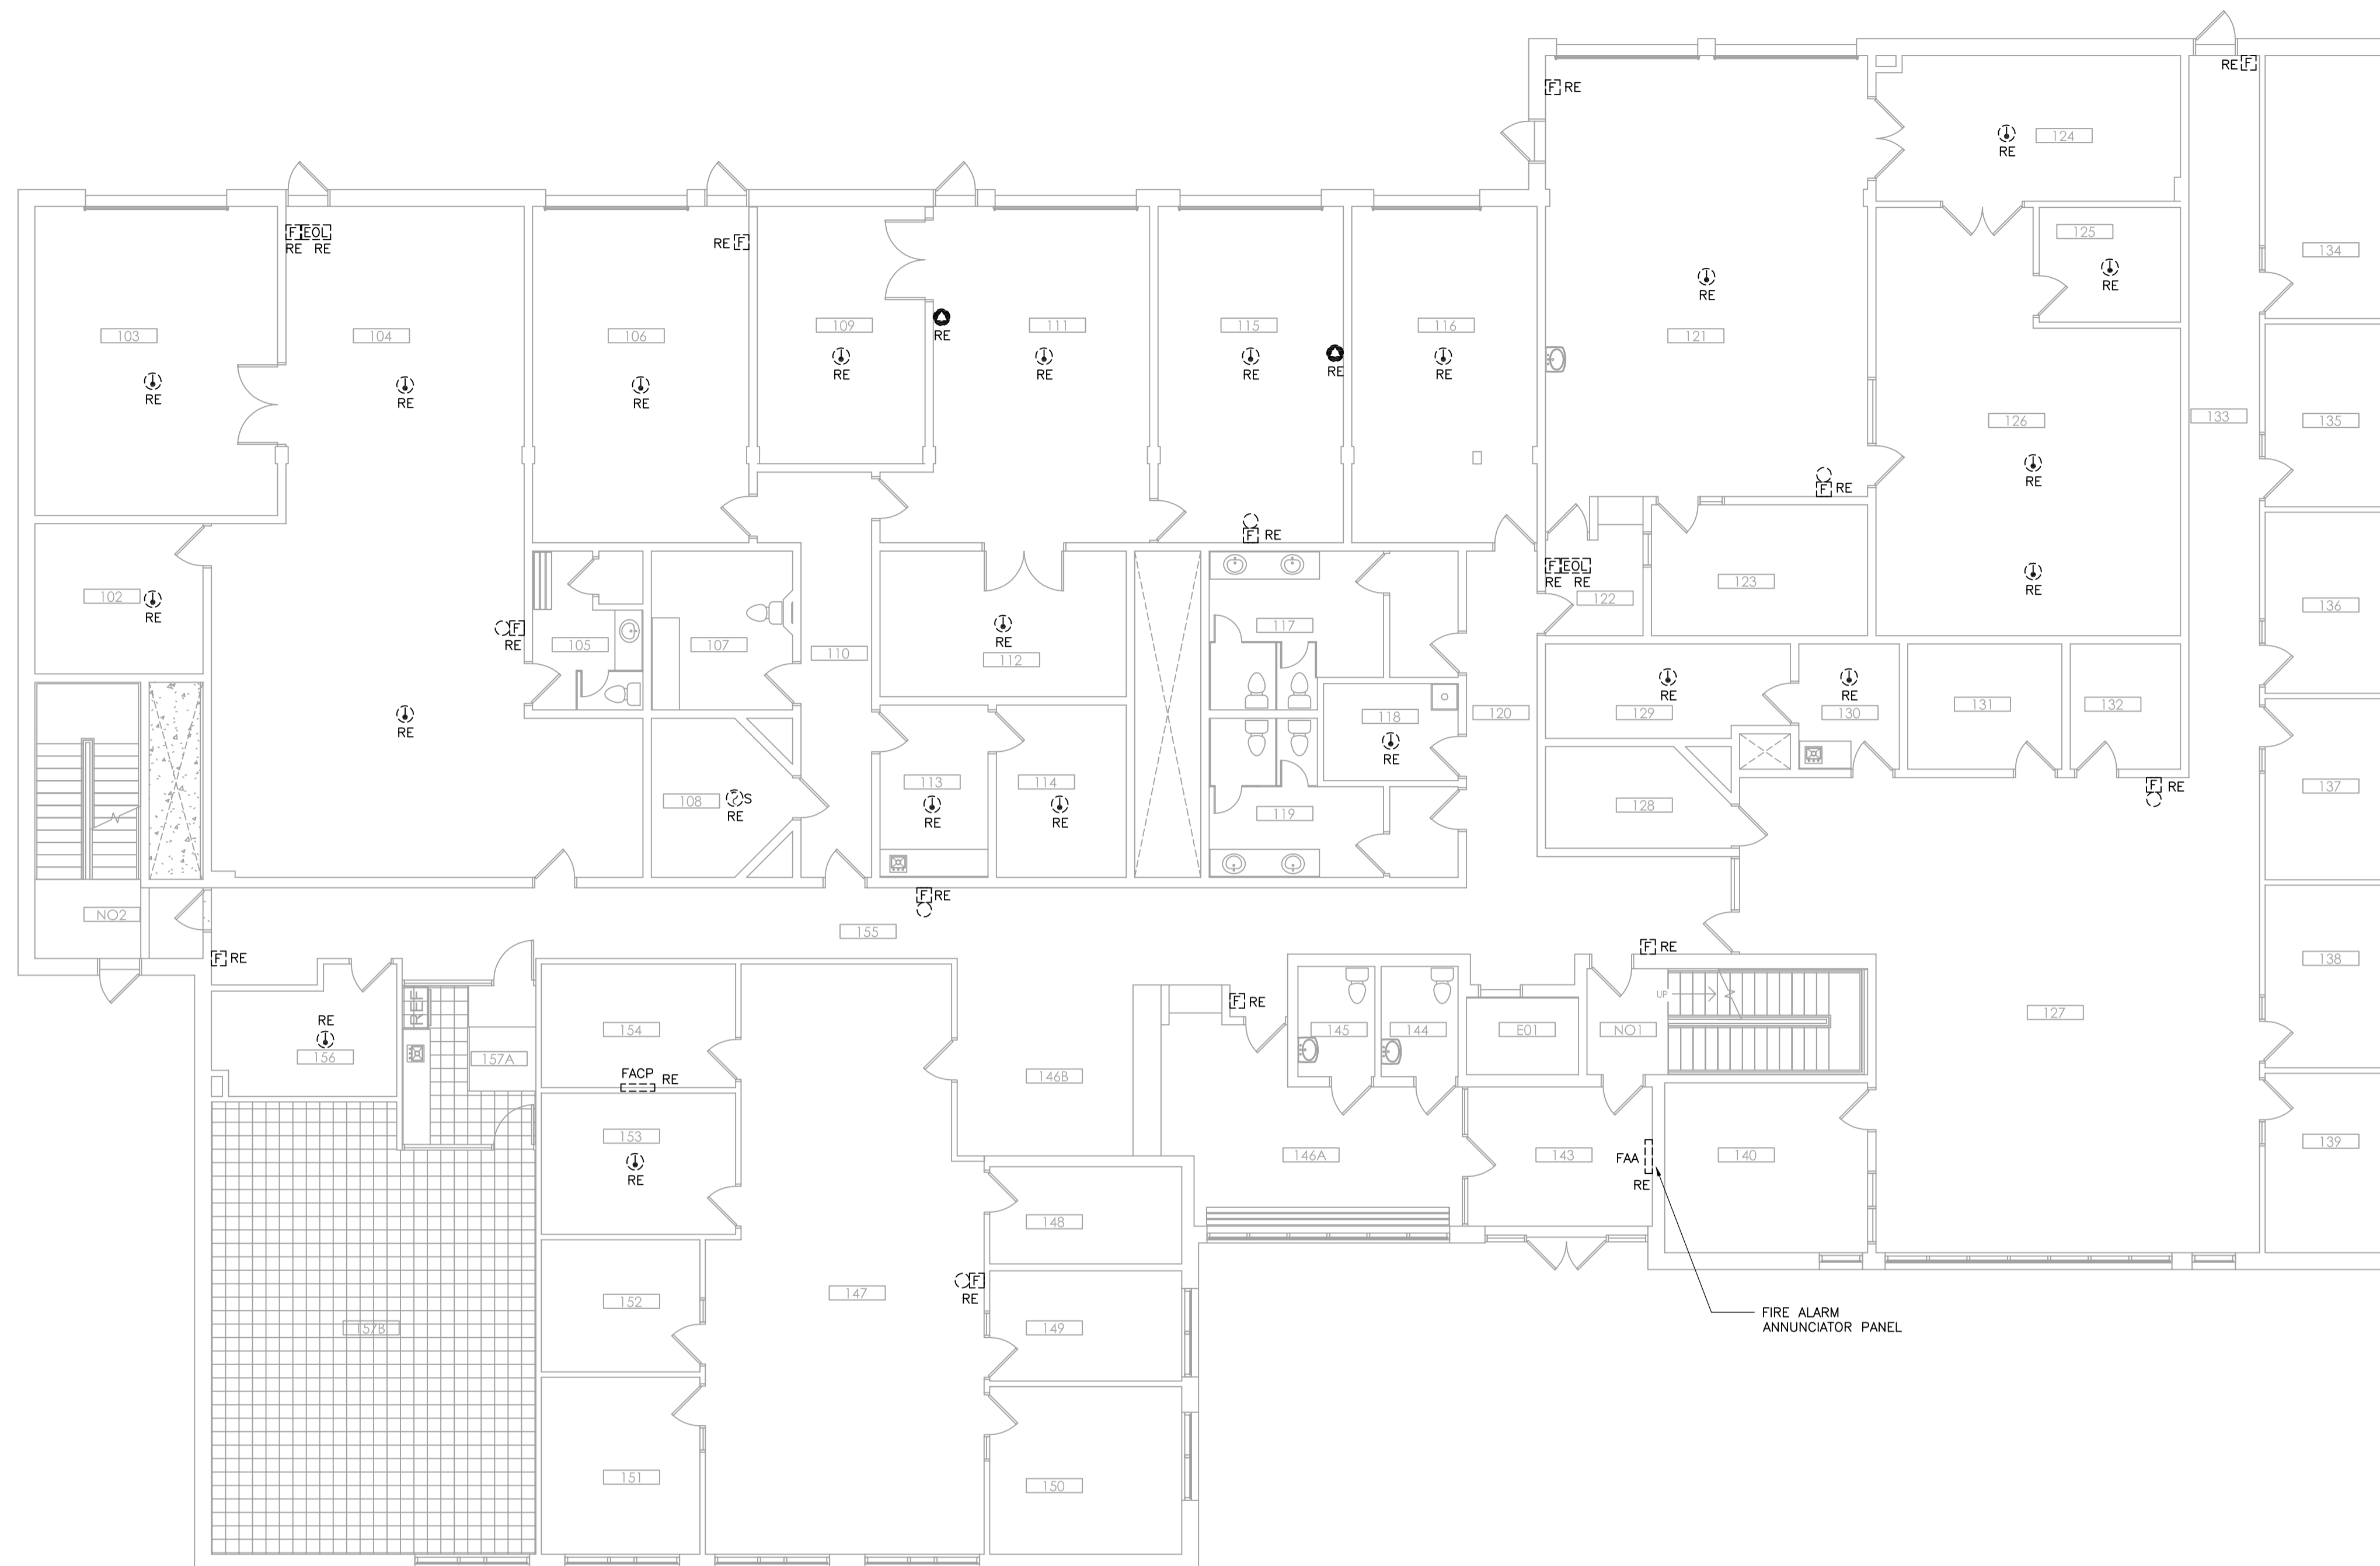 RE F
F RE
124
RE
F EOL
RE RE
RE F
125
RE
134
RE
103
104
106
109
RE
111
115
116
121
133
RE
RE
RE
RE
RE
RE
RE
RE
126
135
RE
F RE
F RE
F EOL
RE RE
123
RE
102
RE
122
136
F
RE
105
107
110
RE
112
117
RE
RE
RE
118
RE
120
129
130
131
132
108
S
RE
113
RE
114
RE
119
128
F RE
137
NO2
F RE
155
F RE
F RE
138
REF
F RE
UP
RE
156
157A
154
145
144
E01
NO1
127
FACP RE
146B
153
RE
146A
143
FAA
RE
140
139
148
152
147
F
RE
149
157B
FIRE ALARM
ANNUNCIATOR PANEL
151
150